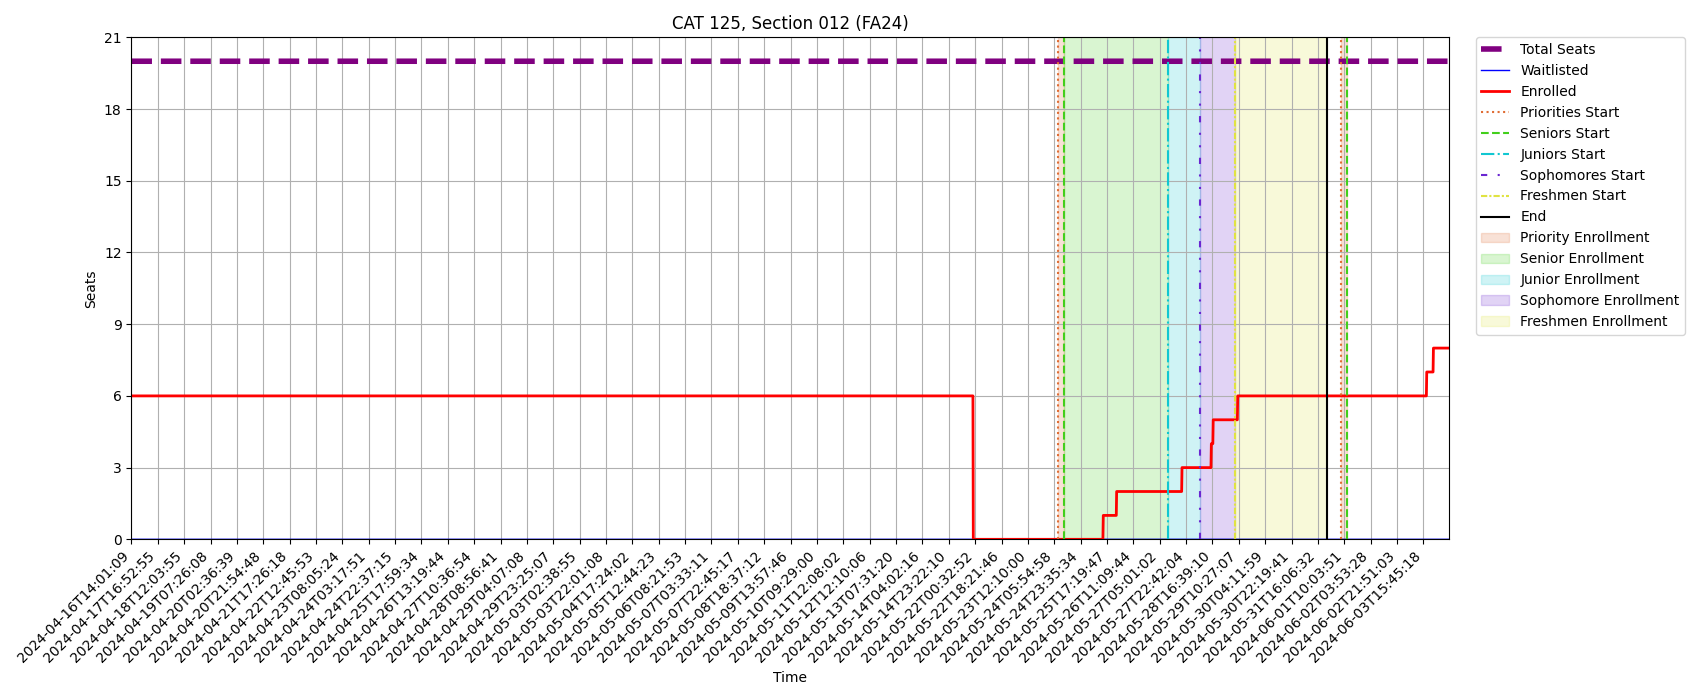 CAT 125, Section 012 (FA24)
21
18
15
12
9
6
3
0
Seats
2024-04-16T14:01:09
2024-04-17T16:52:55
2024-04-18T12:03:55
2024-04-19T07:26:08
2024-04-20T02:36:39
2024-04-20T21:54:48
2024-04-21T17:26:18
2024-04-22T12:45:53
2024-04-23T08:05:24
2024-04-24T03:17:51
2024-04-24T22:37:15
2024-04-25T17:59:34
2024-04-26T13:19:44
2024-04-27T10:36:54
2024-04-28T08:56:41
2024-04-29T04:07:08
2024-04-29T23:25:07
2024-05-03T02:38:55
2024-05-03T22:01:08
2024-05-04T17:24:02
2024-05-05T12:44:23
2024-05-06T08:21:53
2024-05-07T03:33:11
2024-05-07T22:45:17
2024-05-08T18:37:12
2024-05-09T13:57:46
2024-05-10T09:29:00
2024-05-11T12:08:02
2024-05-12T12:10:06
2024-05-13T07:31:20
2024-05-14T04:02:16
2024-05-14T23:22:10
2024-05-22T00:32:52
2024-05-22T18:21:46
2024-05-23T12:10:00
2024-05-24T05:54:58
2024-05-24T23:35:34
2024-05-25T17:19:47
2024-05-26T11:09:44
2024-05-27T05:01:02
2024-05-27T22:42:04
2024-05-28T16:39:10
2024-05-29T10:27:07
2024-05-30T04:11:59
2024-05-30T22:19:41
2024-05-31T16:06:32
2024-06-01T10:03:51
2024-06-02T03:53:28
2024-06-02T21:51:03
2024-06-03T15:45:18
Time
Total Seats
Waitlisted
Enrolled
Priorities Start
Seniors Start
Juniors Start
Sophomores Start
Freshmen Start
End
Priority Enrollment
Senior Enrollment
Junior Enrollment
Sophomore Enrollment
Freshmen Enrollment